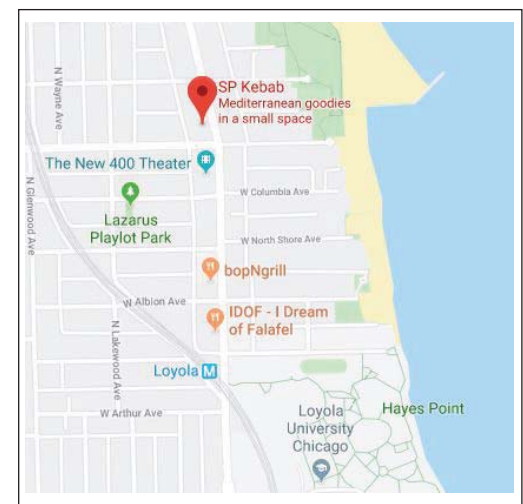 SP Kebab
Mediterranean goodies
in a small space
N Wayne Ave
The New 400 Theater
N Glenwood Ave
W Columbia Ave
Lazarus
Playlot Park
W North Shore Ave
bopNgrill
W Albion Ave
IDOF - I Dream
of Falafel
N Lakewood Ave
Loyola M
W Arthur Ave
Loyola
University
Chicago
Hayes Point